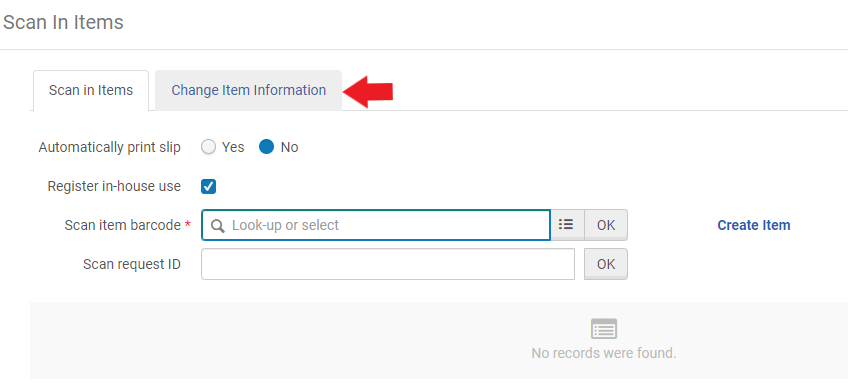 Scan In Items
Scan in Items Change Item Information
Automatically print slip Yes No
Register in-house use
Scan item barcode * Look-up or select OK Create Item
Scan request ID OK
No records were found.